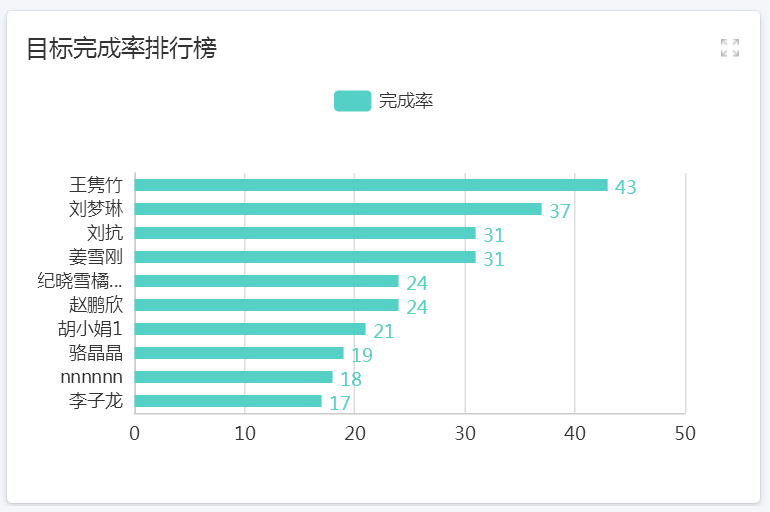 目标完成率排行榜
完成率
王隽竹 43
刘梦琳 37
刘抗 31
姜雪刚 31
纪晓雪橘... 24
赵鹏欣 24
胡小娟1 21
骆晶晶 19
nnnnnn 18
李子龙 17
0 10 20 30 40 50